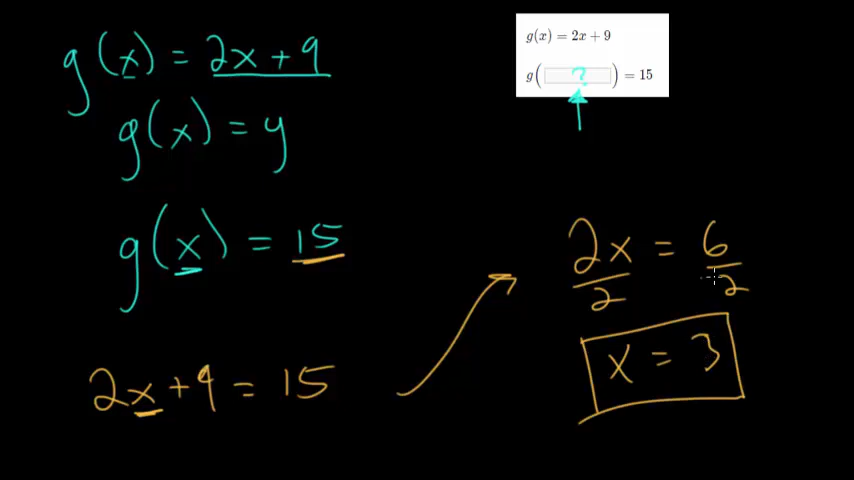 g(x) = 2x + 9
g(x) = y
g(x) = 15
2x + 9 = 15
g(x) = 2x + 9
g( ? ) = 15
2x = 6
2 2
x = 3